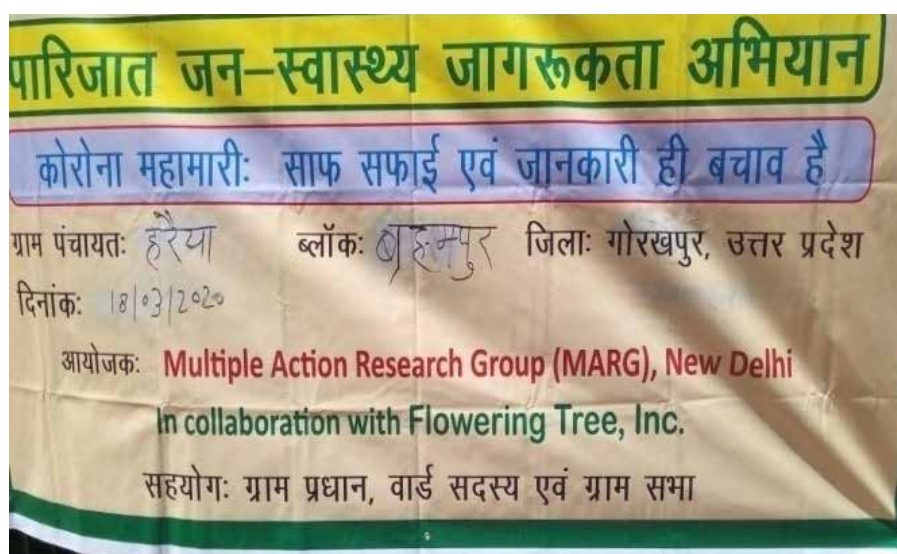 पारिजात जन–स्वास्थ्य जागरूकता अभियान
कोरोना महामारी: साफ सफाई एवं जानकारी ही बचाव है
ग्राम पंचायत: हरैया ब्लॉक: ब्रह्मपुर जिला: गोरखपुर, उत्तर प्रदेश
दिनांक: 18/03/2020
आयोजक: Multiple Action Research Group (MARG), New Delhi
In collaboration with Flowering Tree, Inc.
सहयोग: ग्राम प्रधान, वार्ड सदस्य एवं ग्राम सभा